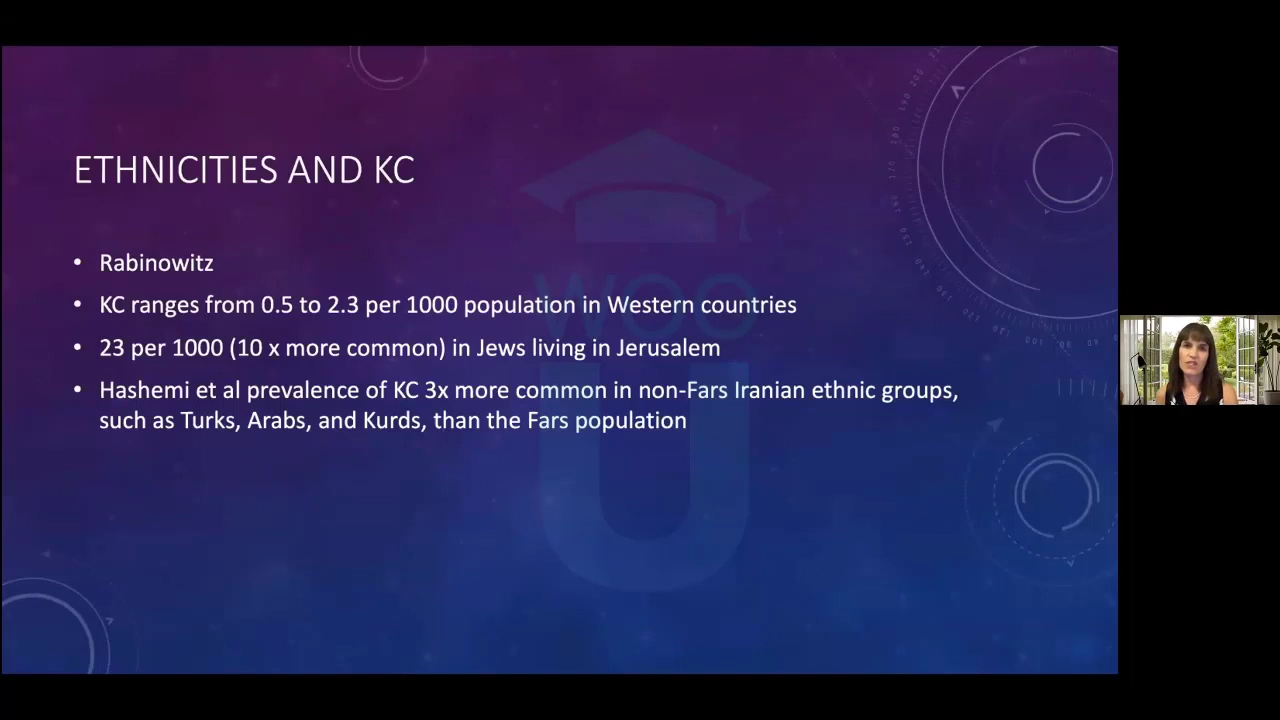 ETHNICITIES AND KC
• Rabinowitz
• KC ranges from 0.5 to 2.3 per 1000 population in Western countries
• 23 per 1000 (10 x more common) in Jews living in Jerusalem
• Hashemi et al prevalence of KC 3x more common in non-Fars Iranian ethnic groups,
such as Turks, Arabs, and Kurds, than the Fars population
WOO
U